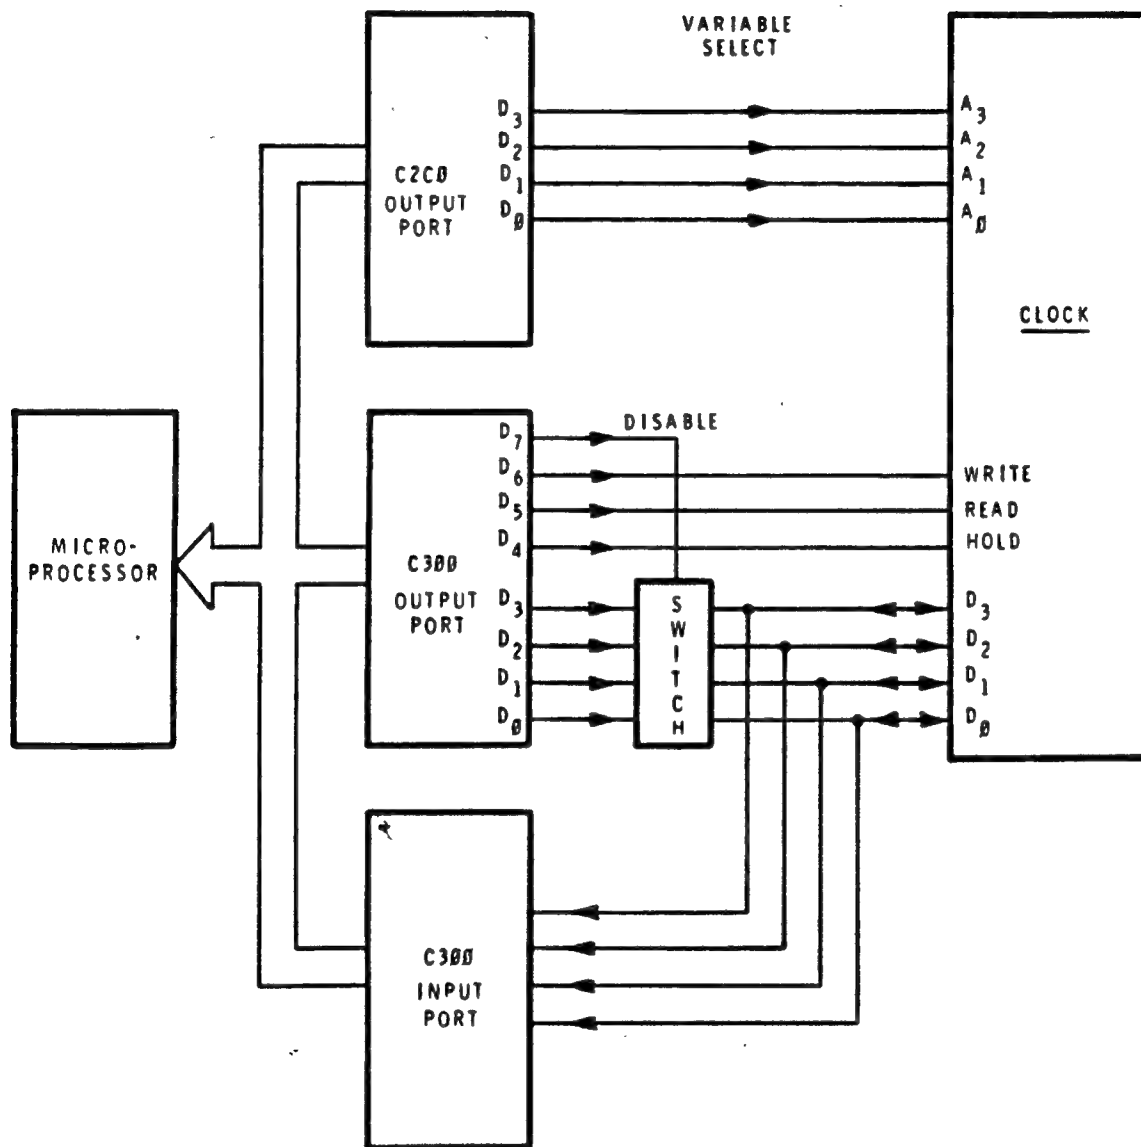 VARIABLE
SELECT
D3
D2
D1
D0
C2C0
OUTPUT
PORT
A3
A2
A1
A0
CLOCK
MICRO-
PROCESSOR
D7
D6
D5
D4
D3
D2
D1
D0
C300
OUTPUT
PORT
DISABLE
SWITCH
WRITE
READ
HOLD
D3
D2
D1
D0
C300
INPUT
PORT